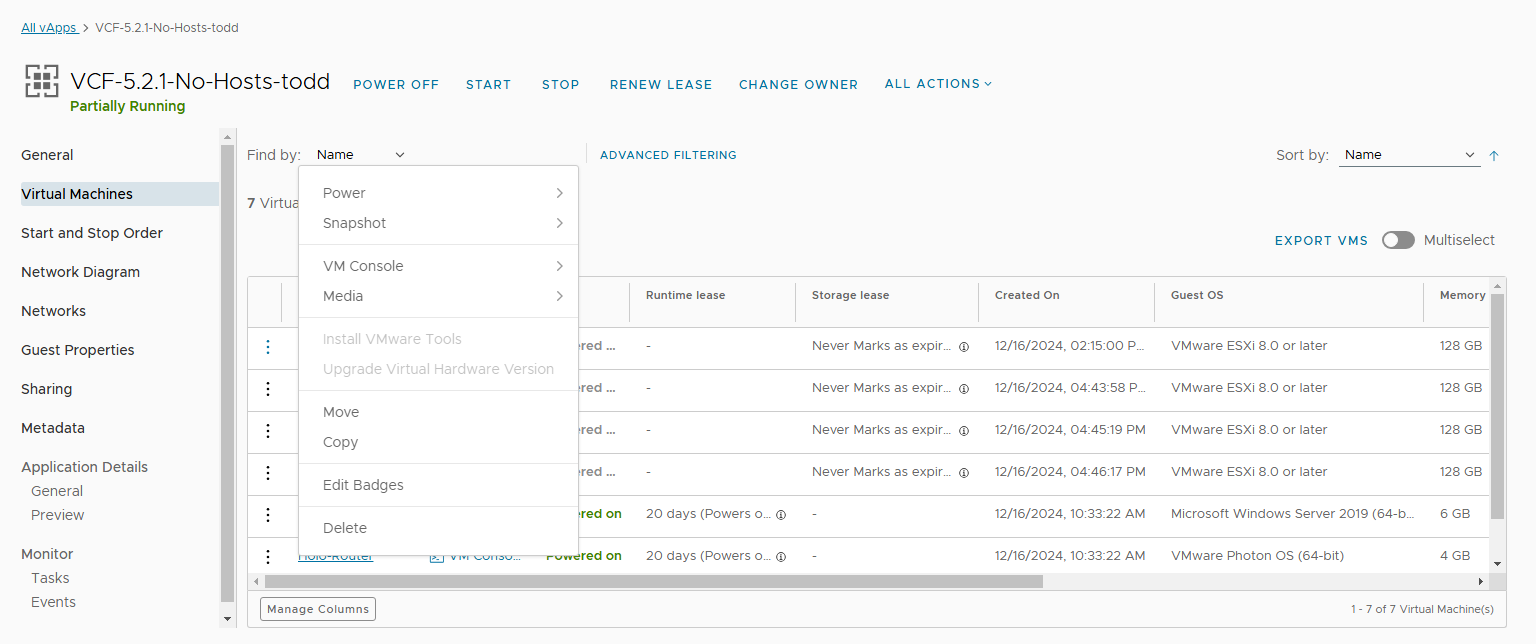 All vApps > VCF-5.2.1-No-Hosts-todd
VCF-5.2.1-No-Hosts-todd POWER OFF START STOP RENEW LEASE CHANGE OWNER ALL ACTIONS
Partially Running
General
Virtual Machines
Start and Stop Order
Network Diagram
Networks
Guest Properties
Sharing
Metadata
Application Details
General
Preview
Monitor
Tasks
Events
Find by: Name ADVANCED FILTERING Sort by: Name
7 Virtua
EXPORT VMS Multiselect
Power
Snapshot
VM Console
Media
Install VMware Tools
Upgrade Virtual Hardware Version
Move
Copy
Edit Badges
Delete
Runtime lease Storage lease Created On Guest OS Memory
ered ... - Never Marks as expir... 12/16/2024, 02:15:00 P... VMware ESXi 8.0 or later 128 GB
ered ... - Never Marks as expir... 12/16/2024, 04:43:58 P... VMware ESXi 8.0 or later 128 GB
ered ... - Never Marks as expir... 12/16/2024, 04:45:19 PM VMware ESXi 8.0 or later 128 GB
ered ... - Never Marks as expir... 12/16/2024, 04:46:17 PM VMware ESXi 8.0 or later 128 GB
ered on 20 days (Powers o... - 12/16/2024, 10:33:22 AM Microsoft Windows Server 2019 (64-b... 6 GB
Holo-Router VM Conso... Powered on 20 days (Powers o... - 12/16/2024, 10:33:22 AM VMware Photon OS (64-bit) 4 GB
Manage Columns 1 - 7 of 7 Virtual Machine(s)